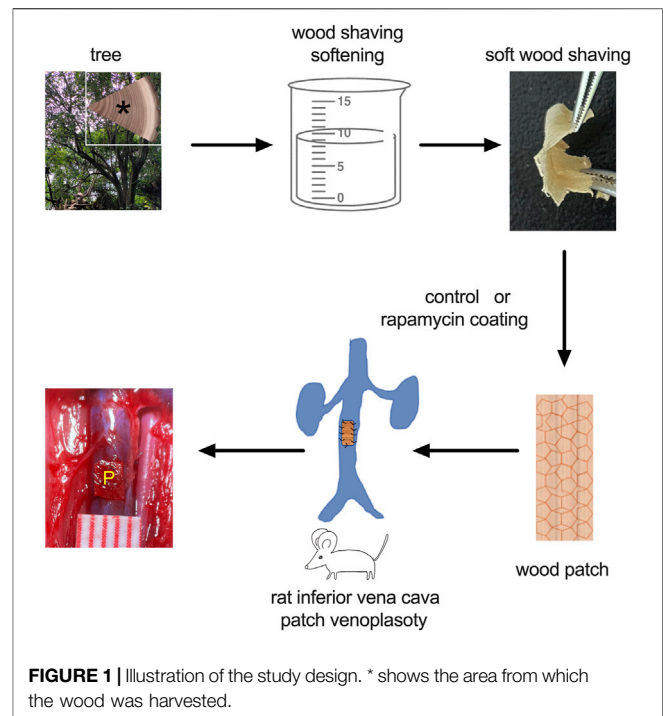 tree
wood shaving
softening
soft wood shaving
*
15
10
5
0
control or
rapamycin coating
P
rat inferior vena cava
patch venoplasoty
wood patch
FIGURE 1 | Illustration of the study design. * shows the area from which
the wood was harvested.